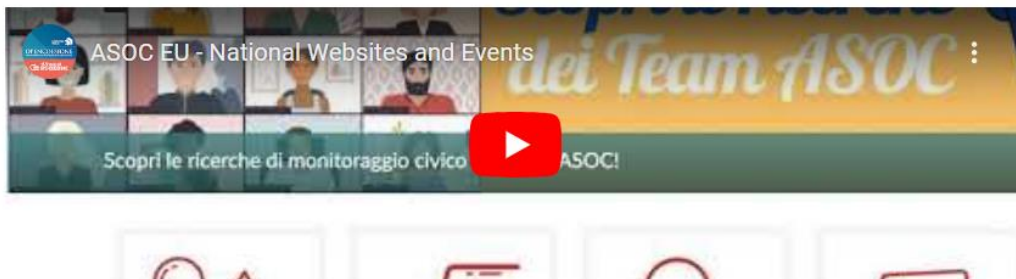 ASOC EU - National Websites and Events
dei Team ASOC
Scopri le ricerche di monitoraggio civico
ASOC!